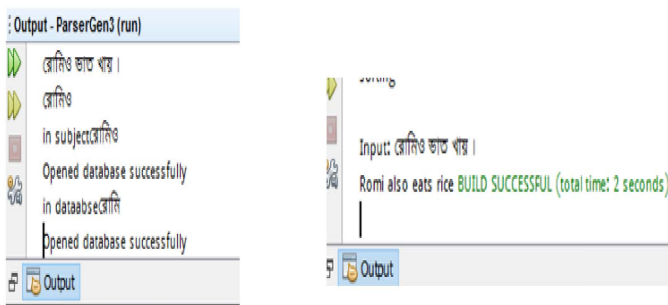 Output - ParserGen3 (run)
রোমিও ভাত খায় ।
রোমিও
in subjectরোমিও
Opened database successfully
in dataabseরোমি
Opened database successfully
Output
Input: রোমিও ভাত খায় ।
Romi also eats rice BUILD SUCCESSFUL (total time: 2 seconds)
Output